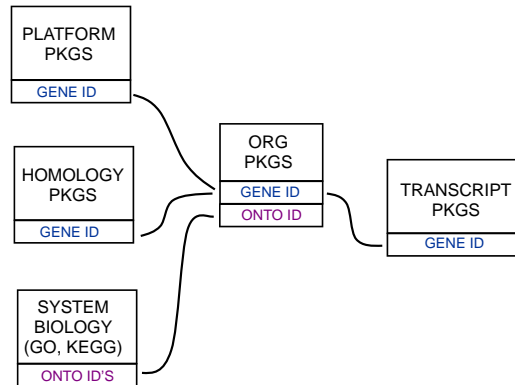 PLATFORM
PKGS
GENE ID
HOMOLOGY
PKGS
GENE ID
SYSTEM
BIOLOGY
(GO, KEGG)
ONTO ID'S
ORG
PKGS
GENE ID
ONTO ID
TRANSCRIPT
PKGS
GENE ID